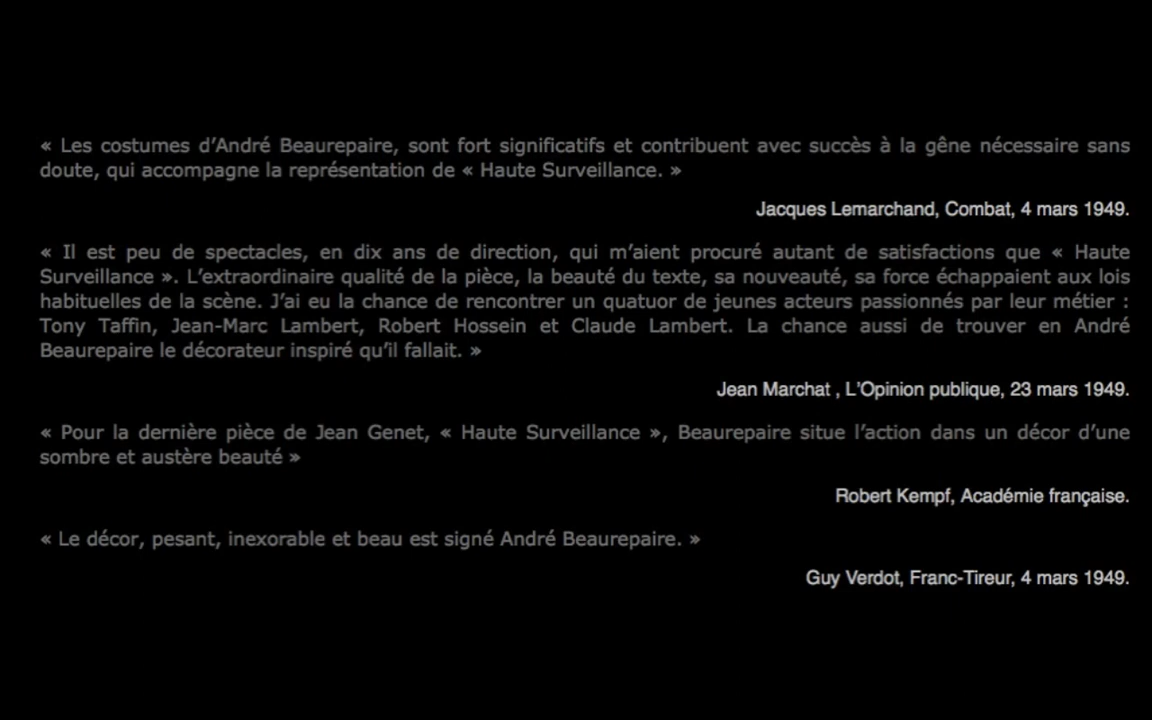 « Les costumes d’André Beaurepaire, sont fort significatifs et contribuent avec succès à la gêne nécessaire sans
doute, qui accompagne la représentation de « Haute Surveillance. »
Jacques Lemarchand, Combat, 4 mars 1949.
« Il est peu de spectacles, en dix ans de direction, qui m’aient procuré autant de satisfactions que « Haute
Surveillance ». L’extraordinaire qualité de la pièce, la beauté du texte, sa nouveauté, sa force échappaient aux lois
habituelles de la scène. J’ai eu la chance de rencontrer un quatuor de jeunes acteurs passionnés par leur métier :
Tony Taffin, Jean-Marc Lambert, Robert Hossein et Claude Lambert. La chance aussi de trouver en André
Beaurepaire le décorateur inspiré qu’il fallait. »
Jean Marchat , L’Opinion publique, 23 mars 1949.
« Pour la dernière pièce de Jean Genet, « Haute Surveillance », Beaurepaire situe l’action dans un décor d’une
sombre et austère beauté »
Robert Kempf, Académie française.
« Le décor, pesant, inexorable et beau est signé André Beaurepaire. »
Guy Verdot, Franc-Tireur, 4 mars 1949.